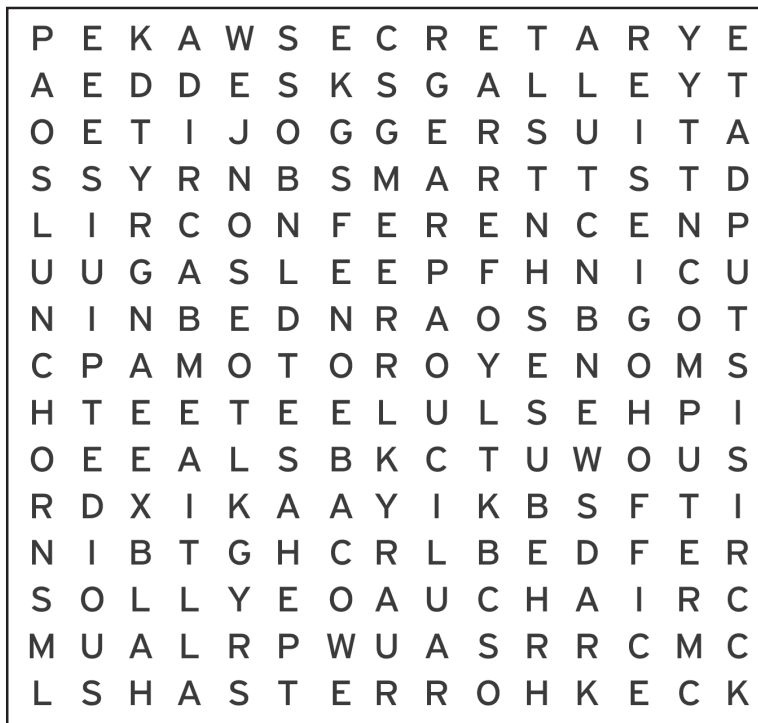 P E K A W S E C R E T A R Y E
A E D D E S K S G A L L E Y T
O E T I J O G G E R S U I T A
S S Y R N B S M A R T T S T D
L I R C O N F E R E N C E N P
U U G A S L E E P F H N I C U
N I N B E D N R A O S B G O T
C P A M O T O R O Y E N O M S
H T E E T E E L U L S E H P I
O E E A L S B K C T U W O U S
R D X I K A A Y I K B S F T I
N I B T G H C R L B E D F E R
S O L L Y E O A U C H A I R C
M U A L R P W U A S R R C M C
L S H A S T E R R O H K E C K